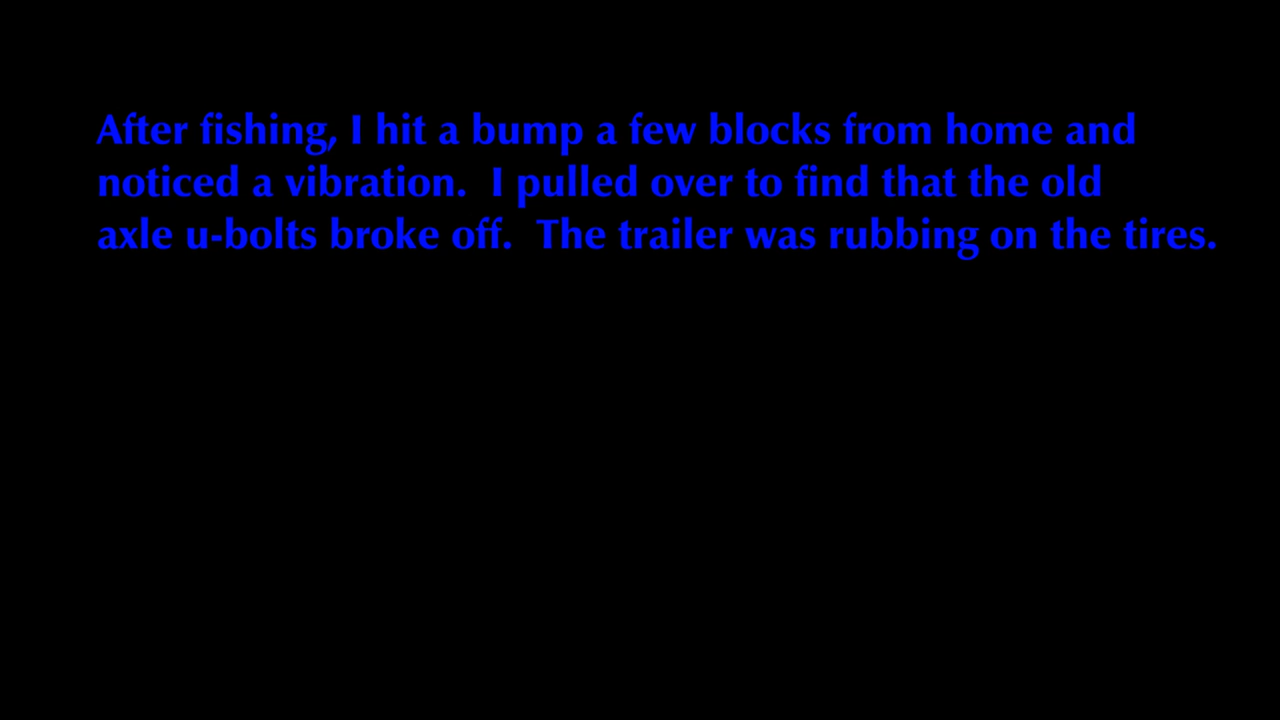 After fishing, I hit a bump a few blocks from home and
noticed a vibration.  I pulled over to find that the old
axle u-bolts broke off.  The trailer was rubbing on the tires.